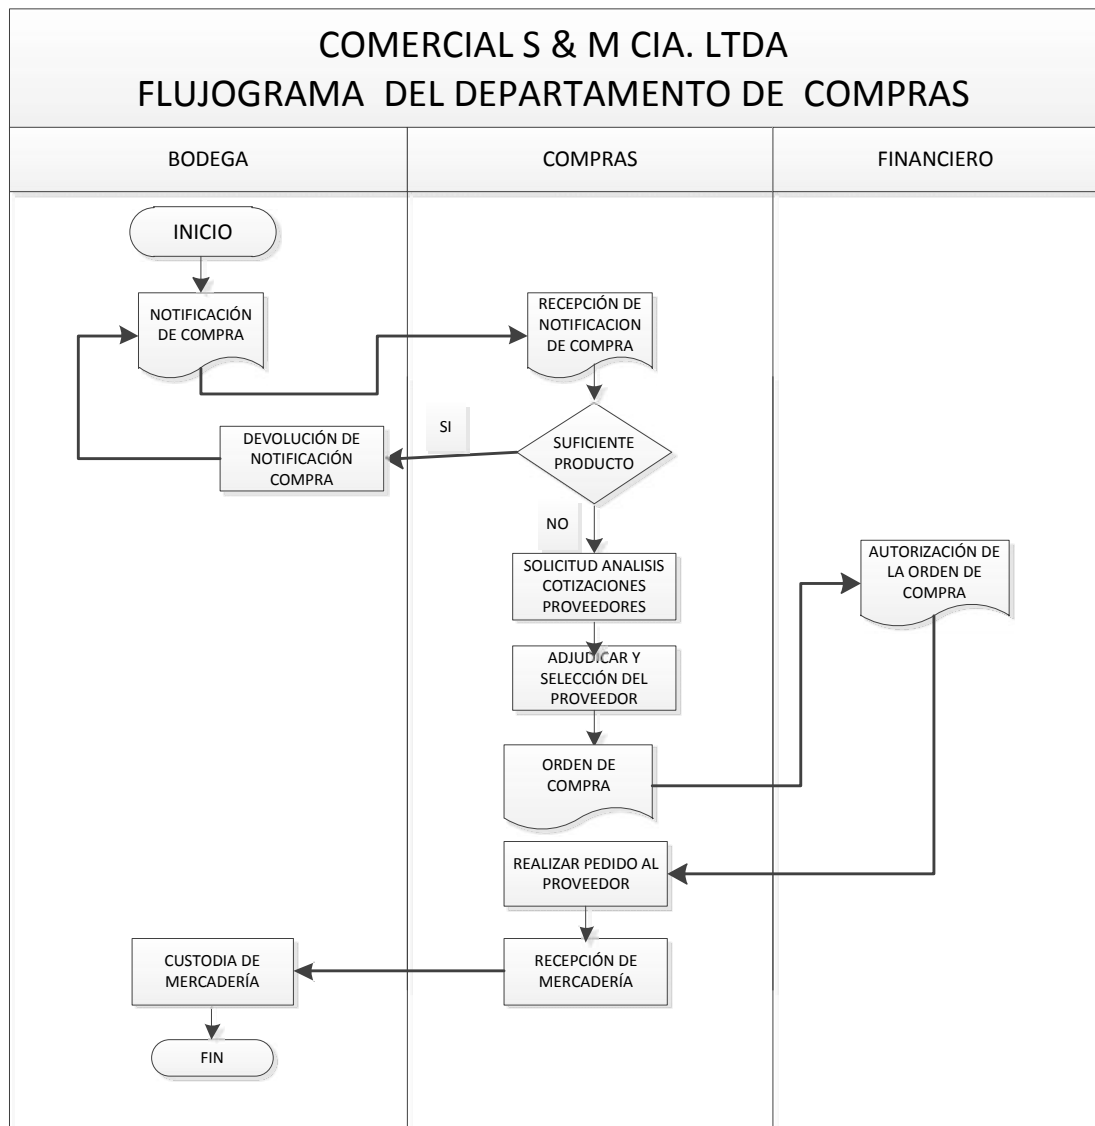 COMERCIAL S & M CIA. LTDA
FLUJOGRAMA DEL DEPARTAMENTO DE COMPRAS
BODEGA
COMPRAS
FINANCIERO
INICIO
NOTIFICACIÓN
DE COMPRA
RECEPCIÓN DE
NOTIFICACION
DE COMPRA
SI
DEVOLUCIÓN DE
NOTIFICACIÓN
COMPRA
SUFICIENTE
PRODUCTO
NO
SOLICITUD ANALISIS
COTIZACIONES
PROVEEDORES
AUTORIZACIÓN DE
LA ORDEN DE
COMPRA
ADJUDICAR Y
SELECCIÓN DEL
PROVEEDOR
ORDEN DE
COMPRA
REALIZAR PEDIDO AL
PROVEEDOR
CUSTODIA DE
MERCADERÍA
RECEPCIÓN DE
MERCADERÍA
FIN